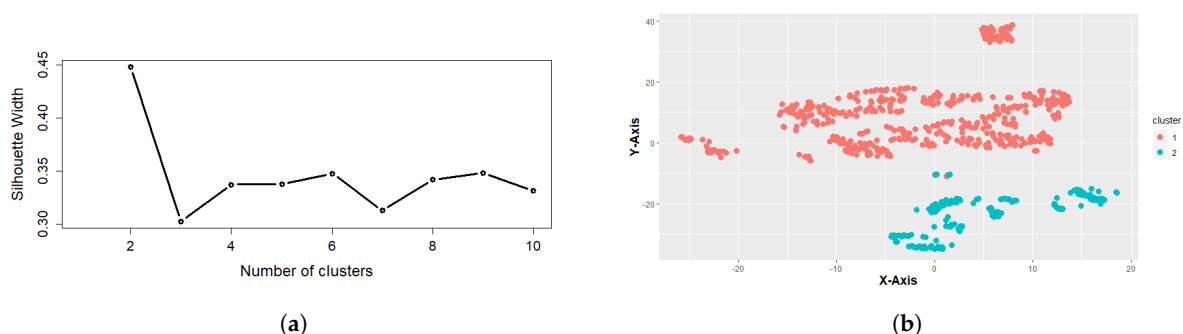 Silhouette Width
0.45
0.40
0.35
0.30
2
4
6
8
10
Number of clusters
(a)
Y-Axis
40
20
0
-20
-20
-10
0
10
20
X-Axis
cluster
1
2
(b)